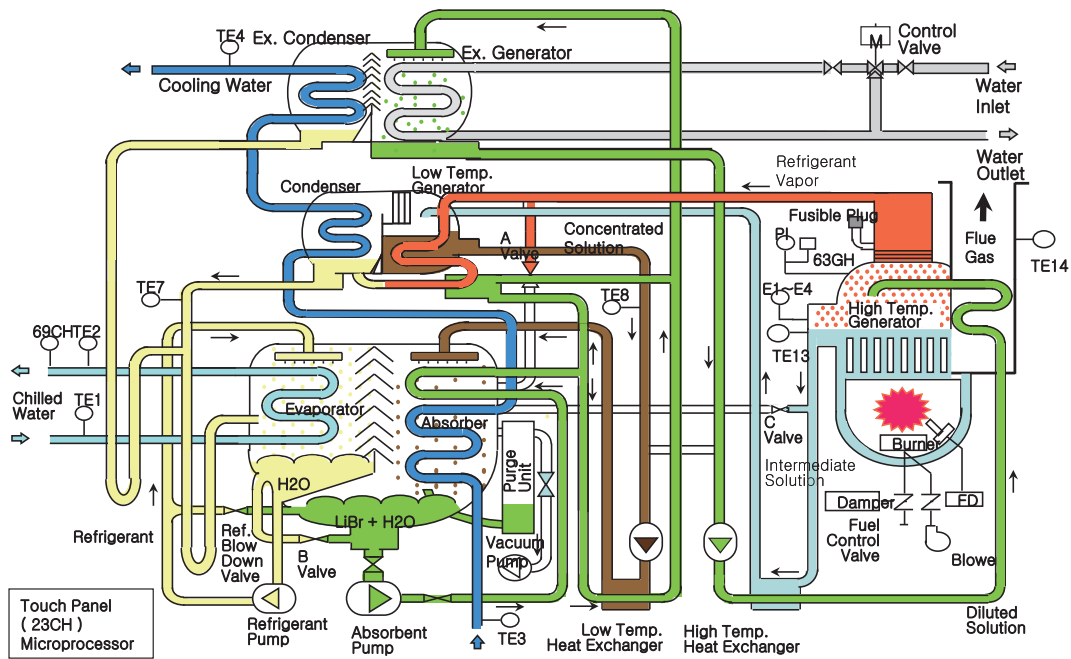 TE4
Ex. Condenser
Ex. Generator
M
Control
Valve
Cooling Water
Water
Inlet
Water
Outlet
Condenser
Low Temp.
Generator
Refrigerant
Vapor
Concentrated
Solution
A
Valve
Fusible Plug
PI
63GH
Flue
Gas
TE14
TE7
TE8
E1~E4
High Temp.
Generator
TE13
69CHTE2
Chilled
Water
TE1
Evaporator
Absorber
C
Valve
Burner
Intermediate
Solution
Purge
Unit
H2O
LiBr + H2O
Damper
FD
Fuel
Control
Valve
Blowe
Refrigerant
Ref.
Blow
Down
Valve
B
Valve
Vacuum
Pump
Touch Panel
( 23CH )
Microprocessor
Refrigerant
Pump
Absorbent
Pump
TE3
Low Temp.
Heat Exchanger
High Temp.
Heat Exchanger
Diluted
Solution